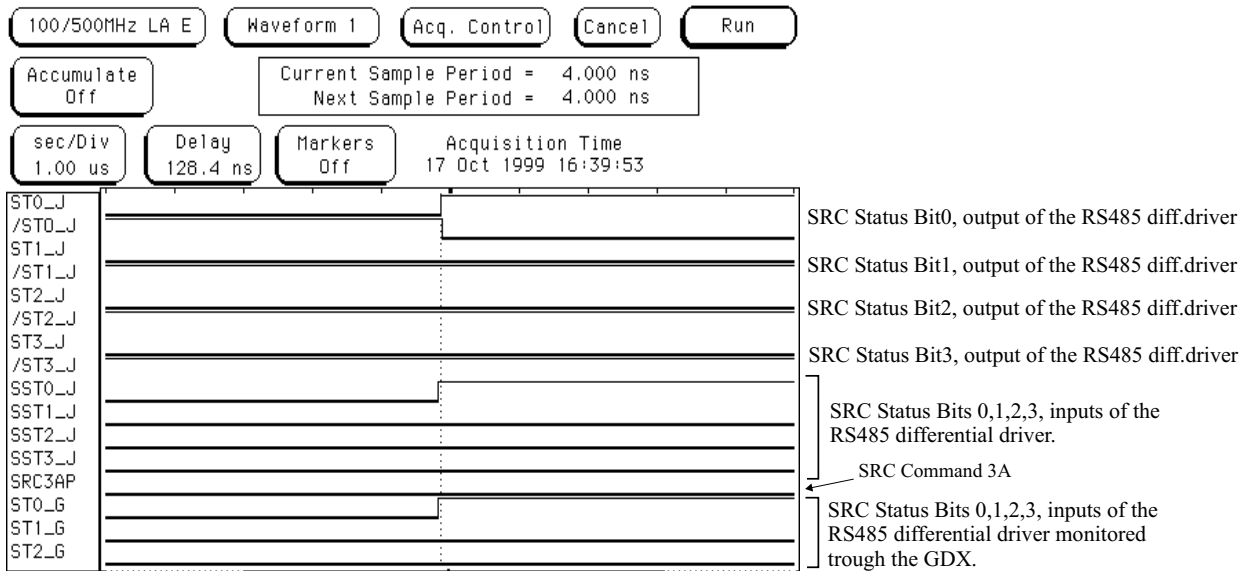 100/500MHz LA E
Waveform 1
Acq. Control
Cancel
Run
Accumulate
Off
Current Sample Period = 4.000 ns
Next Sample Period = 4.000 ns
sec/Div
1.00 us
Delay
128.4 ns
Markers
Off
Acquisition Time
17 Oct 1999 16:39:53
ST0_J
/ST0_J
ST1_J
/ST1_J
ST2_J
/ST2_J
ST3_J
/ST3_J
SST0_J
SST1_J
SST2_J
SST3_J
SRC3AP
ST0_G
ST1_G
ST2_G
SRC Status Bit0, output of the RS485 diff.driver
SRC Status Bit1, output of the RS485 diff.driver
SRC Status Bit2, output of the RS485 diff.driver
SRC Status Bit3, output of the RS485 diff.driver
SRC Status Bits 0,1,2,3, inputs of the
RS485 differential driver.
SRC Command 3A
SRC Status Bits 0,1,2,3, inputs of the
RS485 differential driver monitored
trough the GDX.